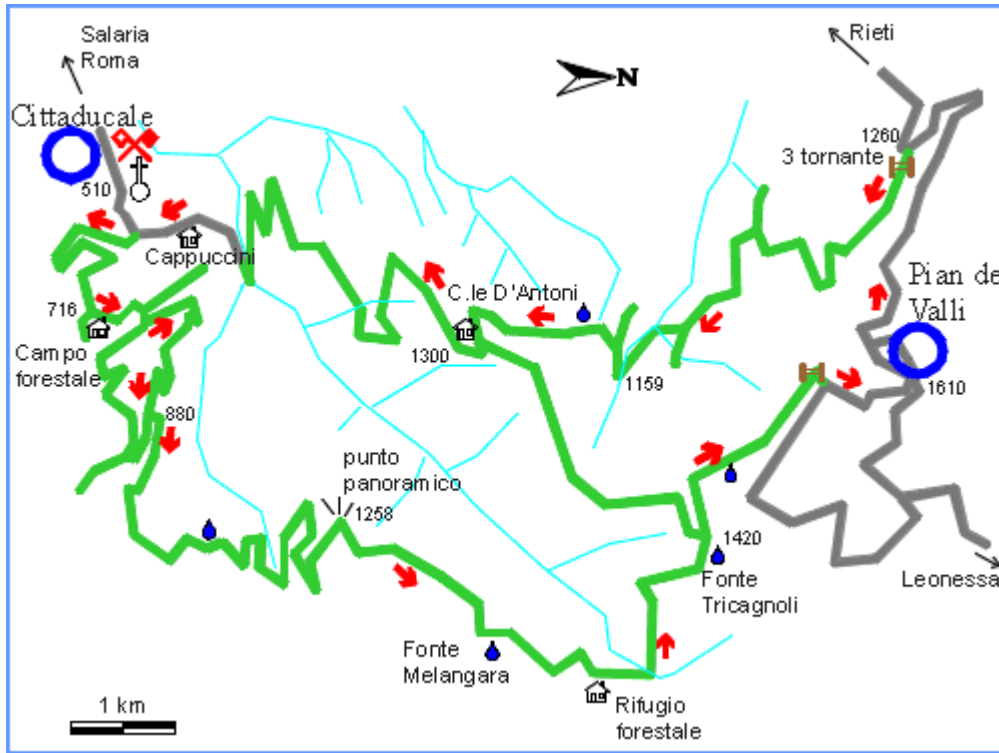 Salaria
Roma
Rieti
N
Cittaducale
1260
3 tornante
510
Cappuccini
Pian de
Valli
716
C.le D'Antoni
Campo
forestale
1300
1159
1610
880
punto
panoramico
1258
1420
Fonte
Tricagnoli
Leonessa
Fonte
Melangara
1 km
Rifugio
forestale